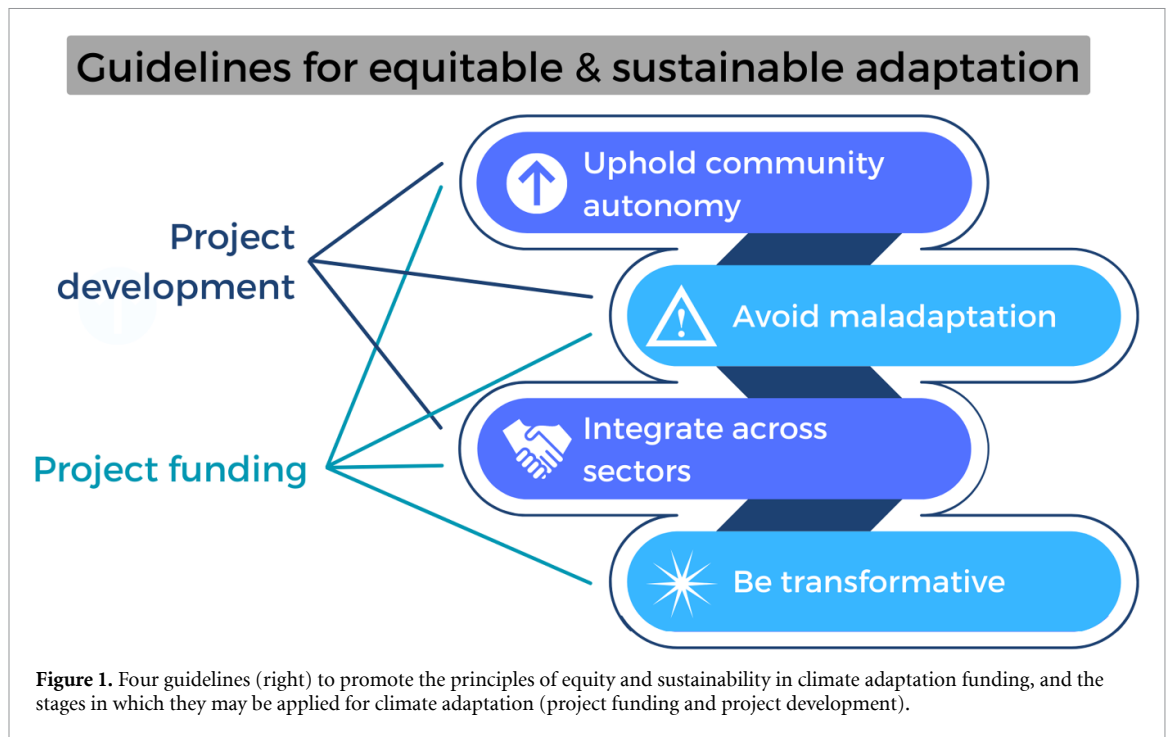 Guidelines for equitable & sustainable adaptation
Project
development
Project funding
Uphold community
autonomy
Avoid maladaptation
Integrate across
sectors
Be transformative
Figure 1. Four guidelines (right) to promote the principles of equity and sustainability in climate adaptation funding, and the
stages in which they may be applied for climate adaptation (project funding and project development).